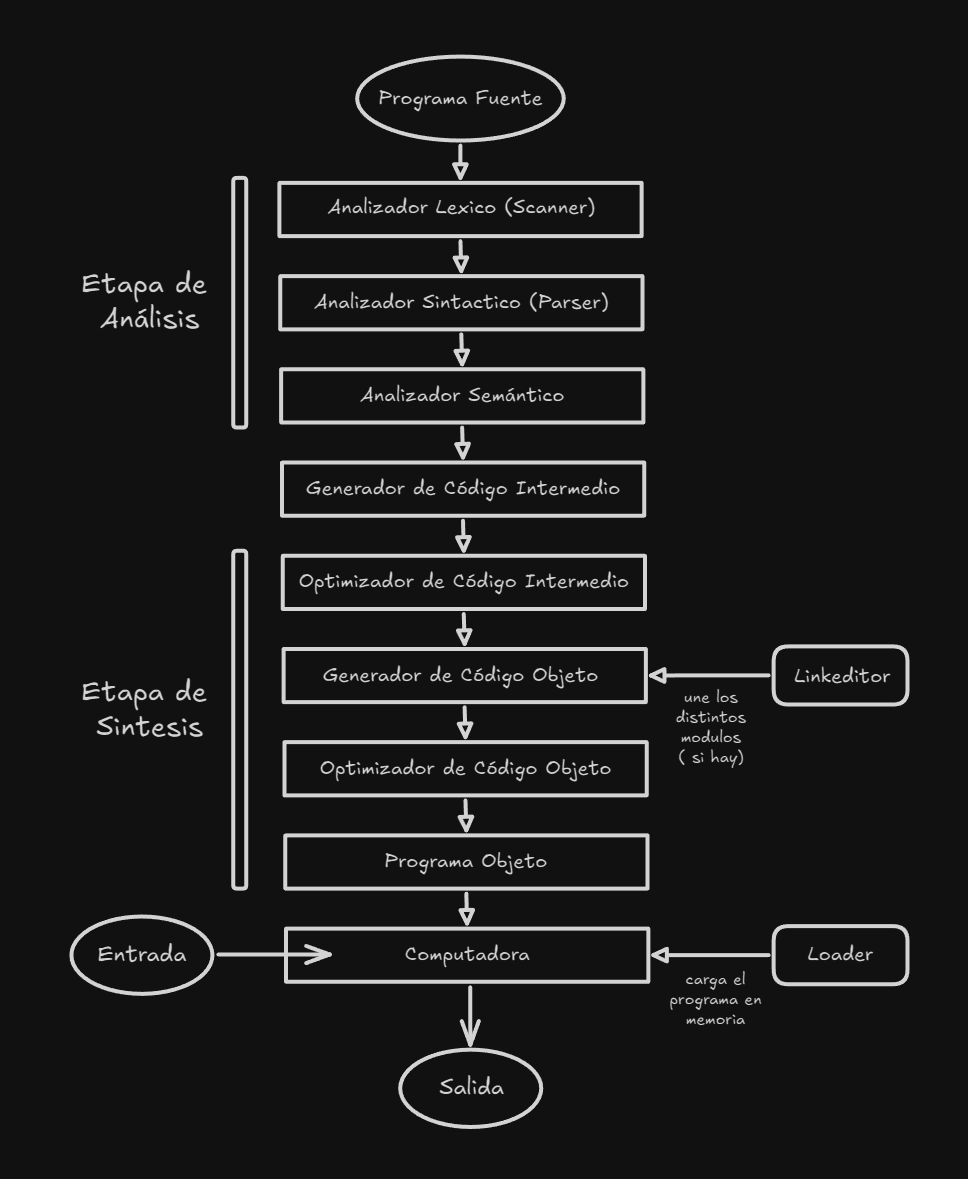 Programa Fuente
Analizador Lexico (Scanner)
Etapa de
Análisis
Analizador Sintactico (Parser)
Analizador Semántico
Generador de Código Intermedio
Optimizador de Código Intermedio
Etapa de
Sintesis
Generador de Código Objeto
Linkeditor
une los
distintos
modulos
( si hay)
Optimizador de Código Objeto
Programa Objeto
Entrada
Computadora
Loader
carga el
programa en
memoria
Salida